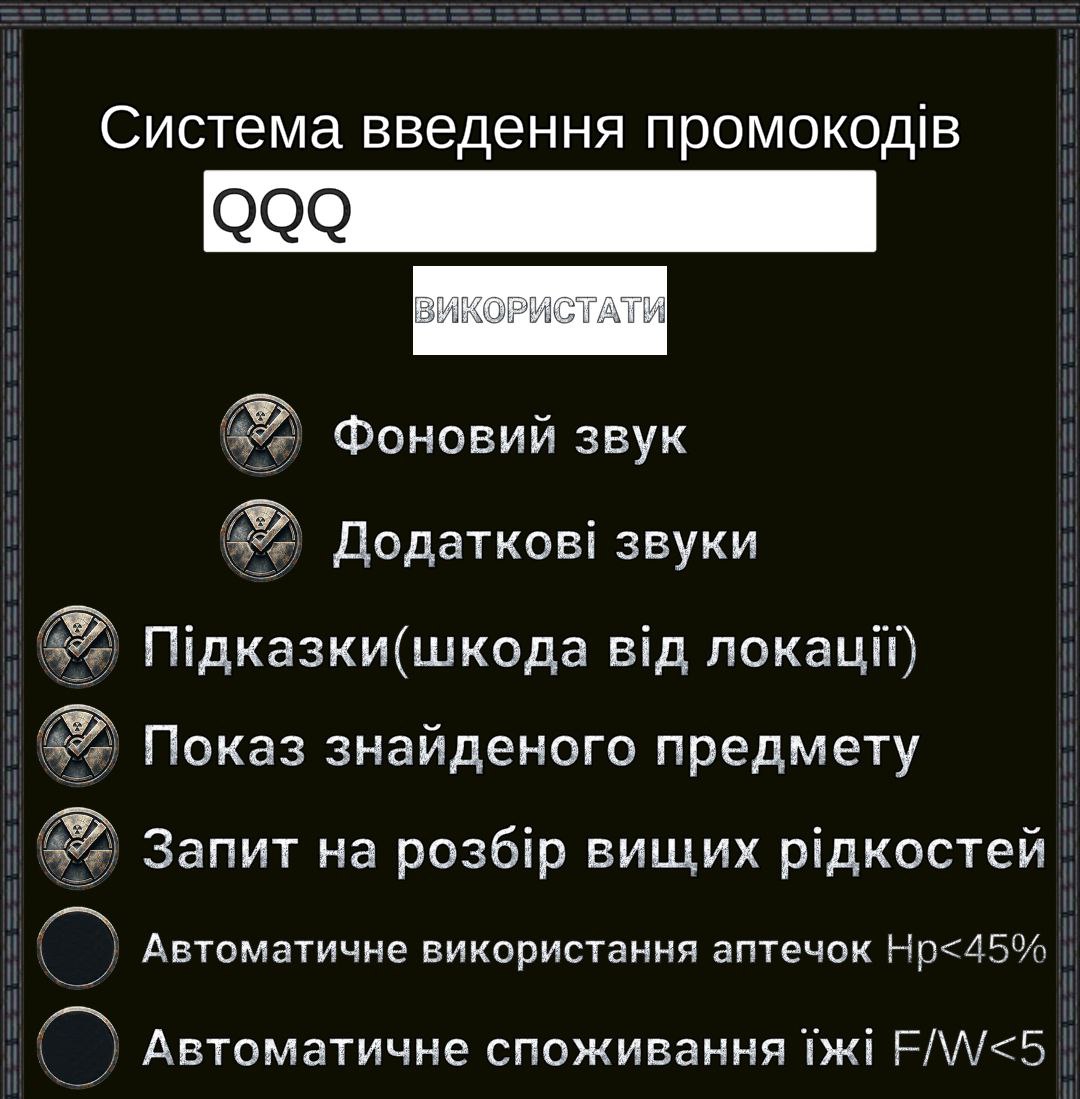 Система введення промокодів
QQQ
ВИКОРИСТАТИ
Фоновий звук
Додаткові звуки
Підказки(шкода від локації)
Показ знайденого предмету
Запит на розбір вищих рідкостей
Автоматичне використання аптечок Hp<45%
Автоматичне споживання їжі F/W<5